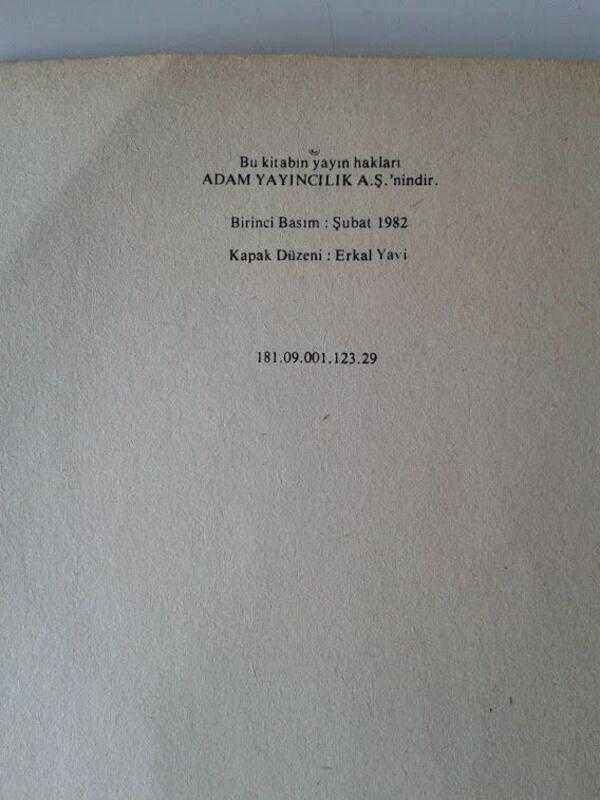 Bu kitabın yayın hakları
ADAM YAYINCILIK A.Ş.'nindir.
Birinci Basım : Şubat 1982
Kapak Düzeni : Erkal Yavi
181.09.001.123.29